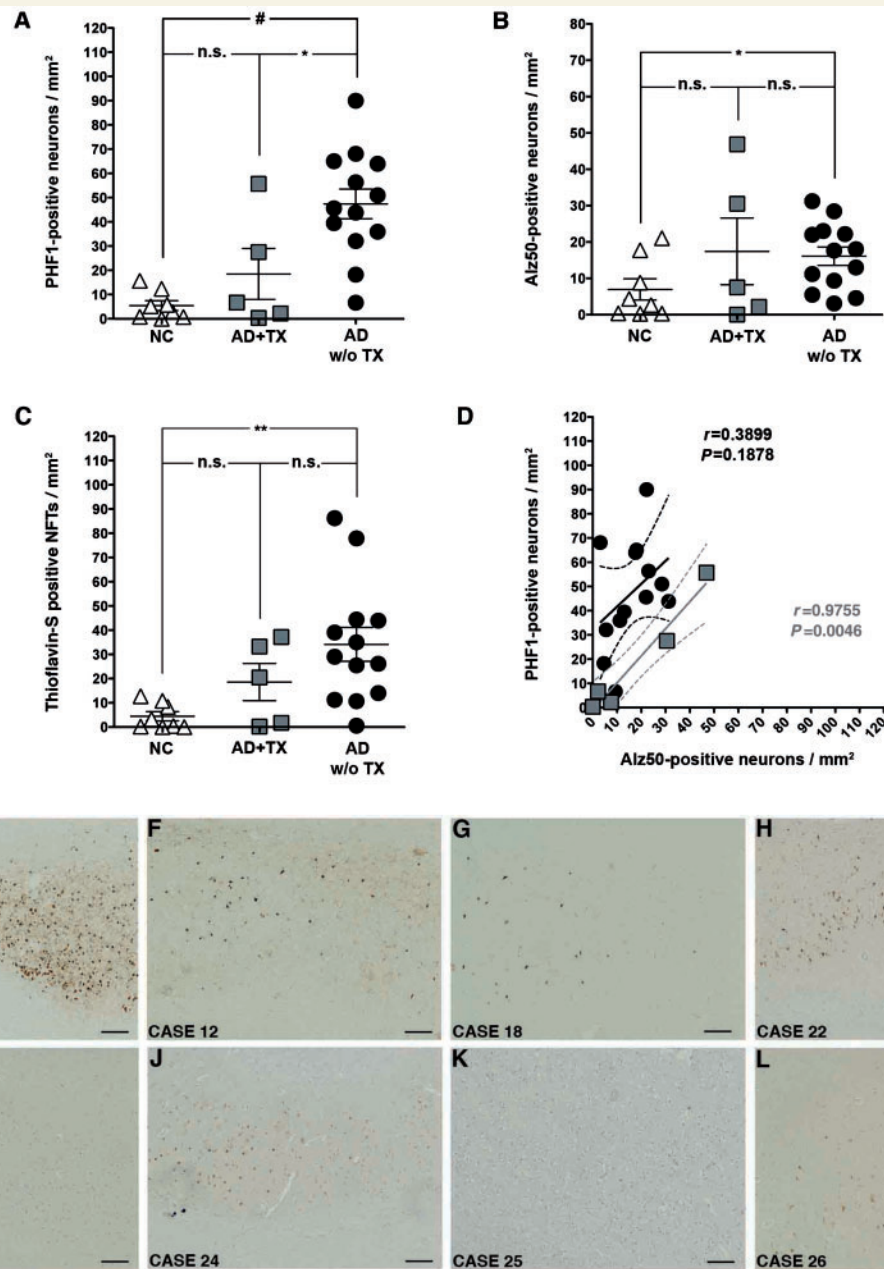 A
PHF1-positive neurons / mm²
120
110
100
90
80
70
60
50
40
30
20
10
0
#
n.s.
*
NC
AD+TX
AD
w/o TX
B
Alz50-positive neurons / mm²
80
70
60
50
40
30
20
10
0
*
n.s.
n.s.
NC
AD+TX
AD
w/o TX
C
Thioflavin-S positive NFTs / mm²
120
110
100
90
80
70
60
50
40
30
20
10
0
**
n.s.
n.s.
NC
AD+TX
AD
w/o TX
D
PHF1-positive neurons / mm²
120
110
100
90
80
70
60
50
40
30
20
10
0
r=0.3899
P=0.1878
r=0.9755
P=0.0046
0 10 20 30 40 50 60 70 80 90 100 110 120
Alz50-positive neurons / mm²
F
CASE 12
G
CASE 18
H
CASE 22
J
CASE 24
K
CASE 25
L
CASE 26